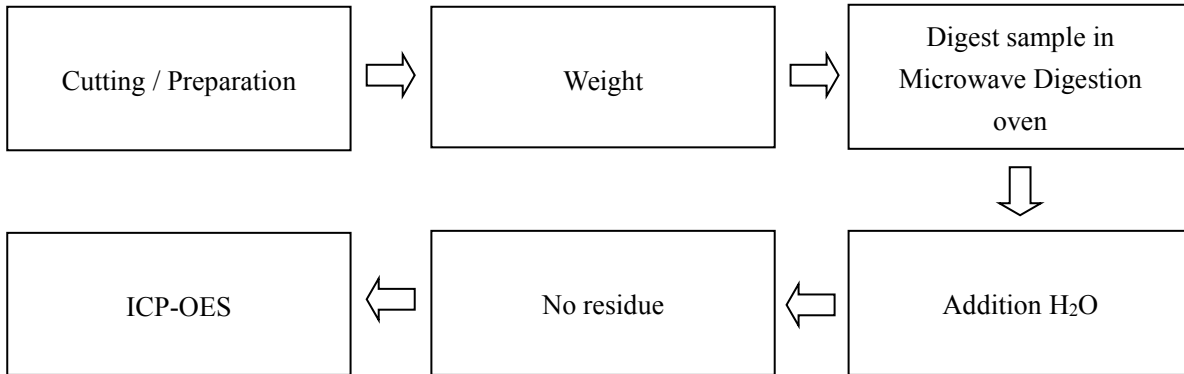 Cutting / Preparation
Weight
Digest sample in
Microwave Digestion
oven
Addition H₂O
No residue
ICP-OES